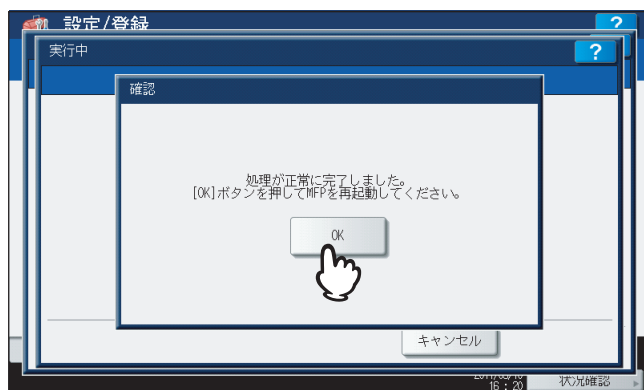 設定/登録
?
実行中
?
確認
処理が正常に完了しました。
[OK]ボタンを押してMFPを再起動してください。
OK
キャンセル
16:20
状況確認